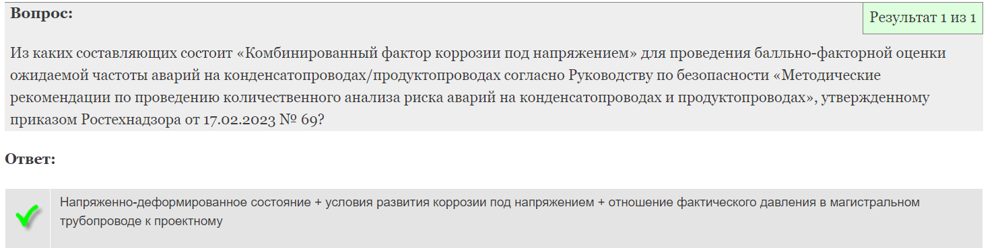 Вопрос:
Результат 1 из 1
Из каких составляющих состоит «Комбинированный фактор коррозии под напряжением» для проведения балльно-факторной оценки
ожидаемой частоты аварий на конденсатопроводах/продуктопроводах согласно Руководству по безопасности «Методические
рекомендации по проведению количественного анализа риска аварий на конденсатопроводах и продуктопроводах», утвержденному
приказом Ростехнадзора от 17.02.2023 № 69?
Ответ:
Напряженно-деформированное состояние + условия развития коррозии под напряжением + отношение фактического давления в магистральном
трубопроводе к проектному